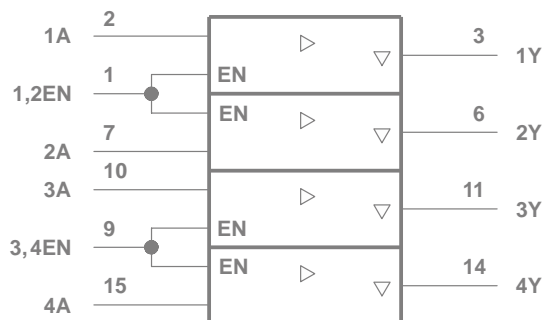 1A 2 3 1Y
1,2EN 1 EN
EN 6 2Y
2A 7
3A 10
11 3Y
3,4EN 9 EN
EN 14 4Y
4A 15